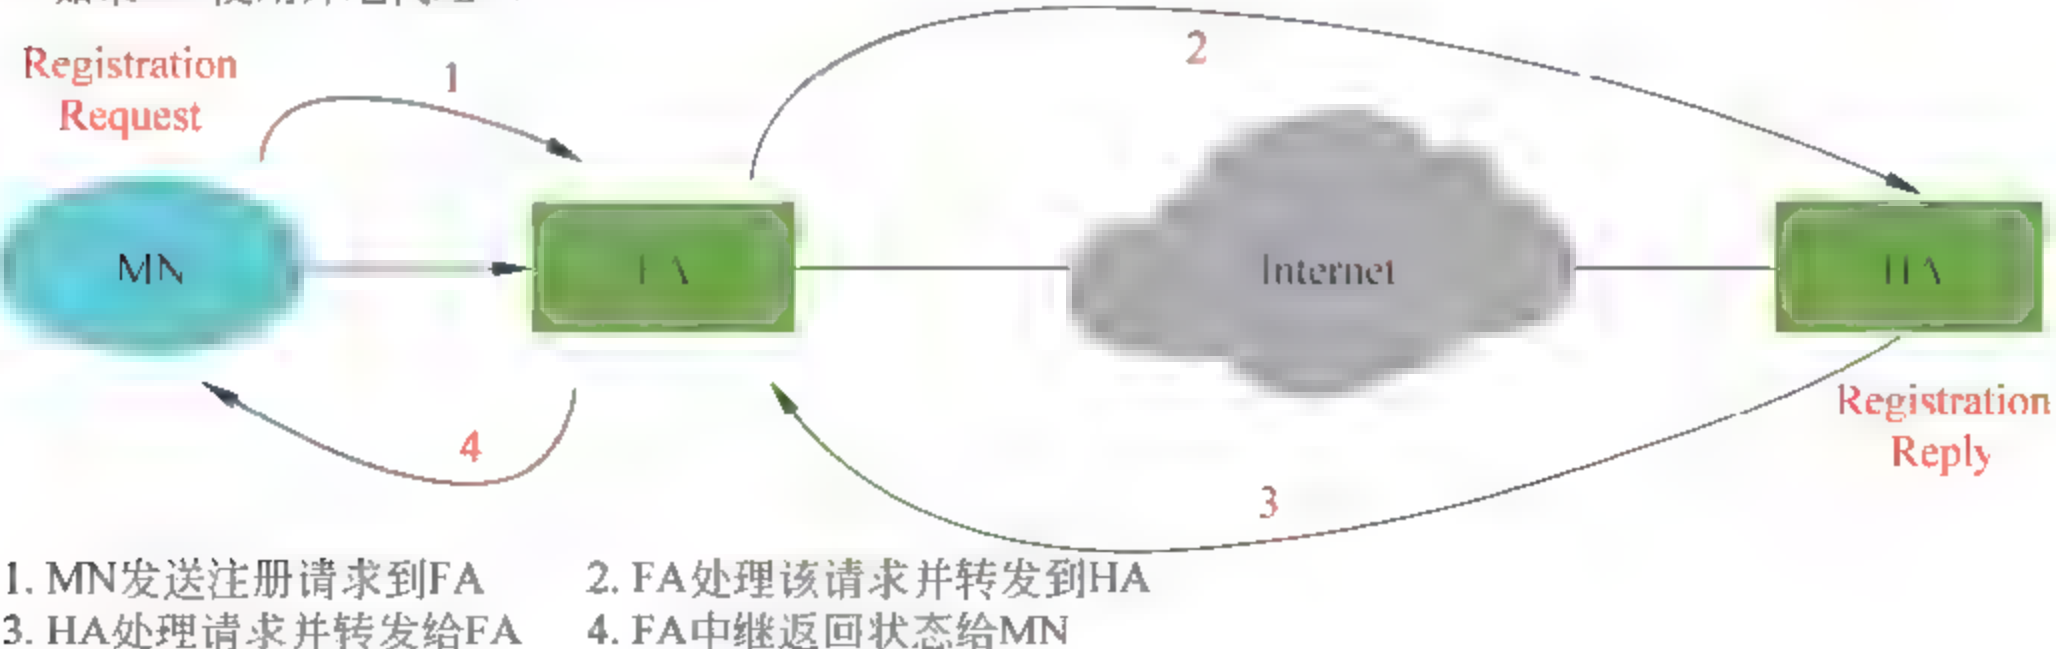 Registration
Request
1
2
MN
FA
Internet
HA
4
3
Registration
Reply
1. MN发送注册请求到FA 2. FA处理该请求并转发到HA
3. HA处理请求并转发给FA 4. FA中继返回状态给MN